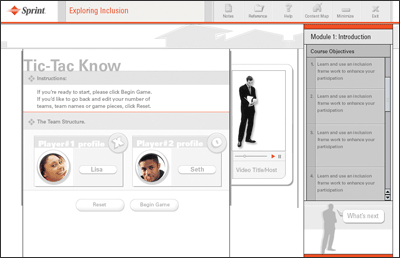 Sprint
Exploring Inclusion
Notes
Reference
Help
Content Map
Minimize
Exit
Module 1: Introduction
Course Objectives
Tic-Tac Know
Instructions:
If you're ready to start, please click Begin Game.
If you'd like to go back and edit your number of
teams, team names or game pieces, click Reset.
The Team Structure.
Player#1 profile
Lisa
Player#2 profile
Seth
Reset
Begin Game
Video Title/Host
1. Learn and use an inclusion
frame work to enhance your
participation
2. Learn and use an inclusion
frame work to enhance your
participation
3. Learn and use an inclusion
frame work to enhance your
participation
4. Learn and use an inclusion
frame work to enhance your
participation
What's next